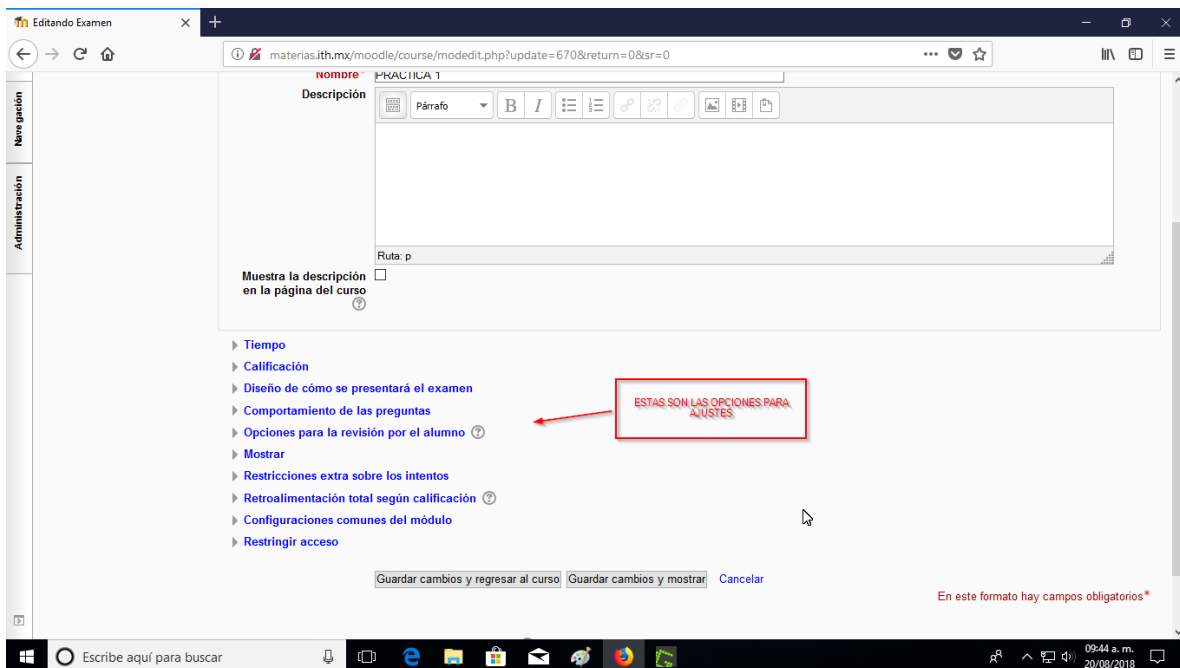 Editando Examen
materias.ith.mx/moodle/course/modedit.php?update=670&return=0&sr=0
Navegación
Administración
Nombre* PRÁCTICA 1
Descripción
Párrafo
B I
Ruta: p
Muestra la descripción
en la página del curso
Tiempo
Calificación
Diseño de cómo se presentará el examen
Comportamiento de las preguntas
Opciones para la revisión por el alumno
Mostrar
Restricciones extra sobre los intentos
Retroalimentación total según calificación
Configuraciones comunes del módulo
Restringir acceso
ESTAS SON LAS OPCIONES PARA
AJUSTES
Guardar cambios y regresar al curso Guardar cambios y mostrar Cancelar
En este formato hay campos obligatorios*
Escribe aquí para buscar
09:44 a. m.
20/08/2018